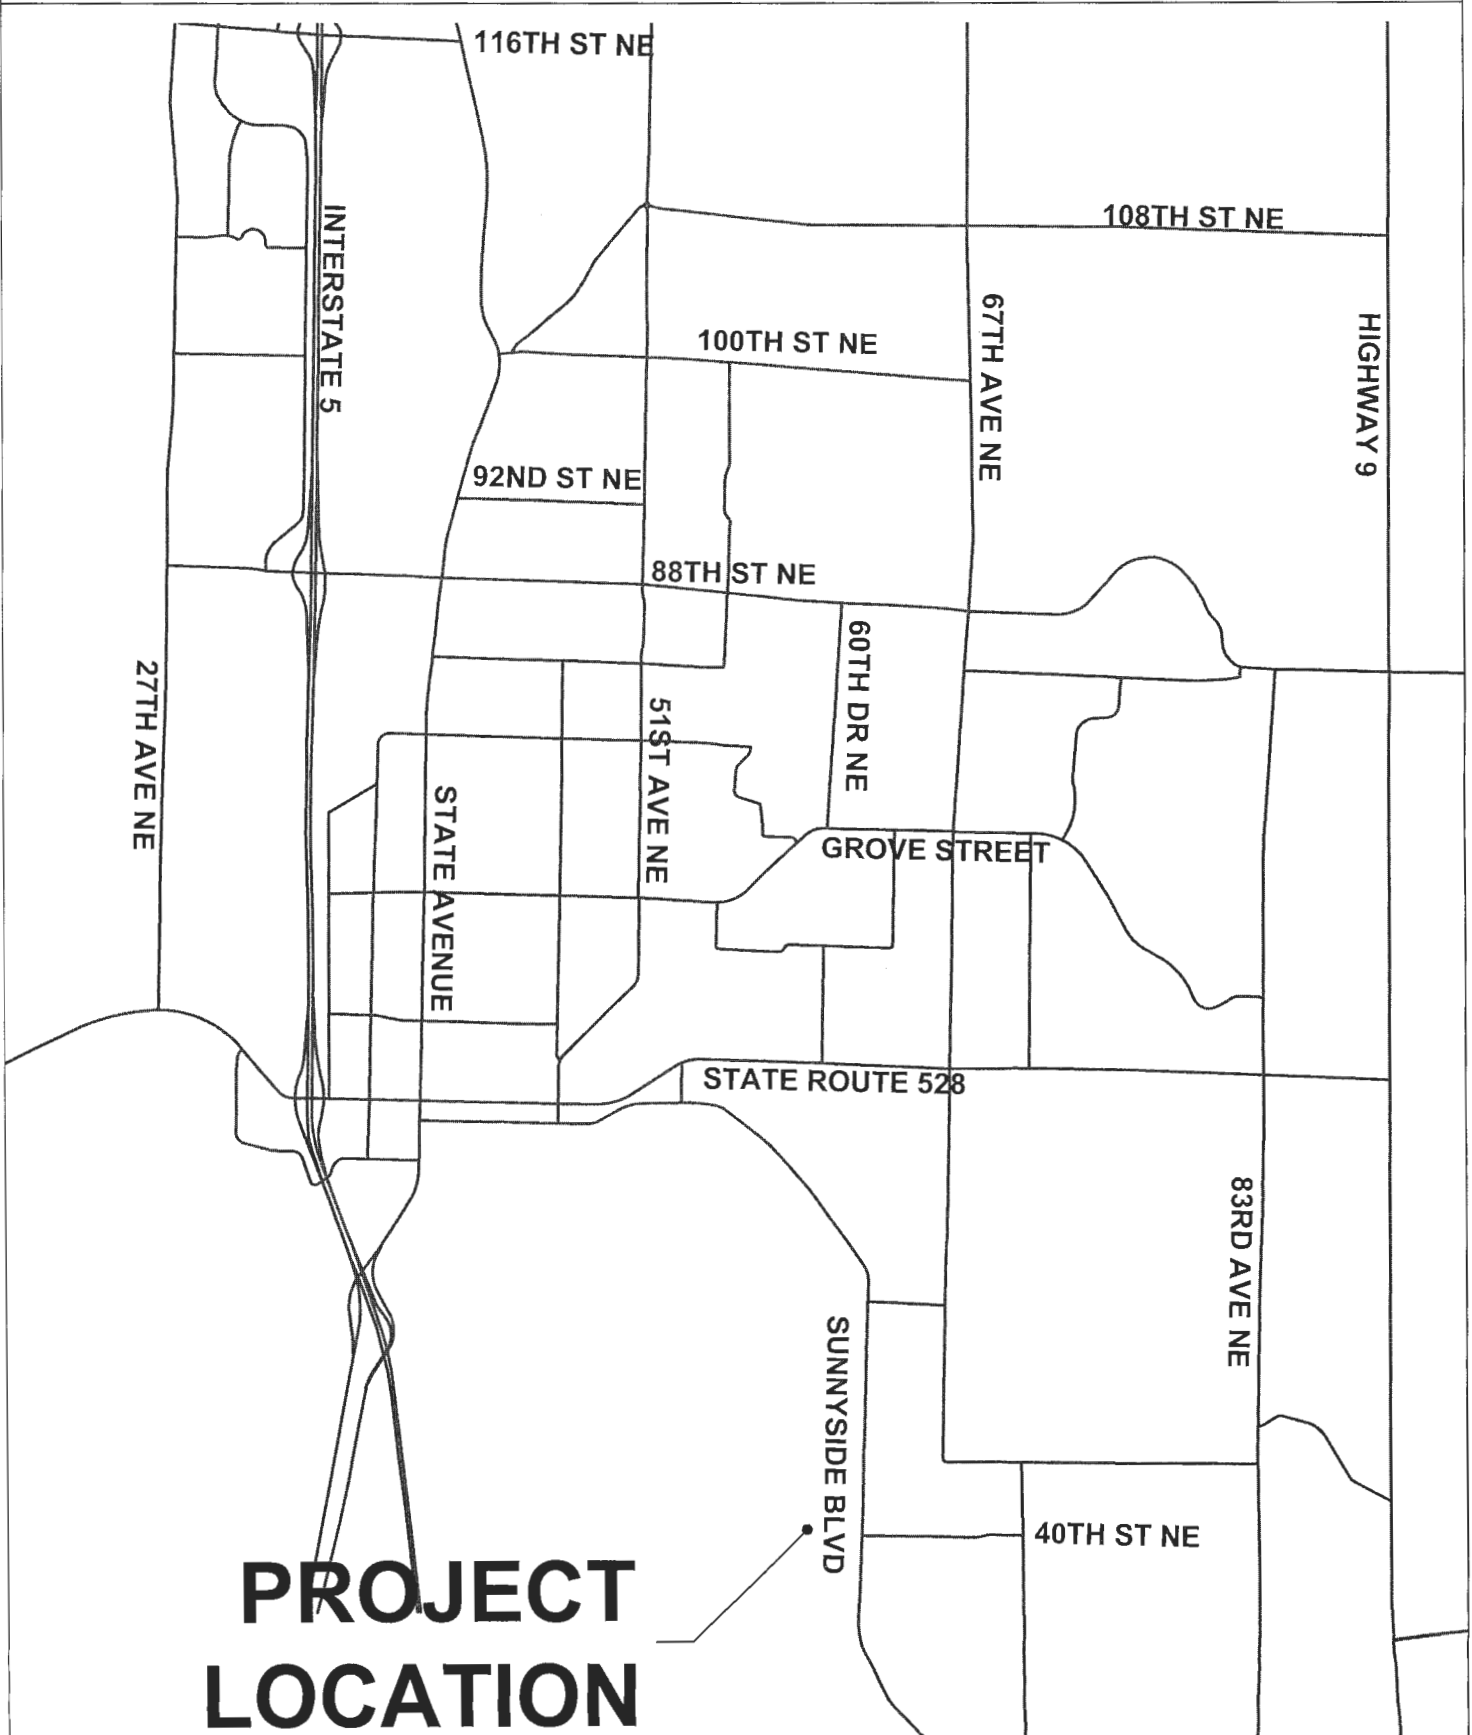 116TH ST NE
108TH ST NE
INTERSTATE 5
67TH AVE NE
HIGHWAY 9
100TH ST NE
92ND ST NE
88TH ST NE
60TH DR NE
27TH AVE NE
51ST AVE NE
STATE AVENUE
GROVE STREET
STATE ROUTE 528
83RD AVE NE
SUNNYSIDE BLVD
40TH ST NE
PROJECT
LOCATION